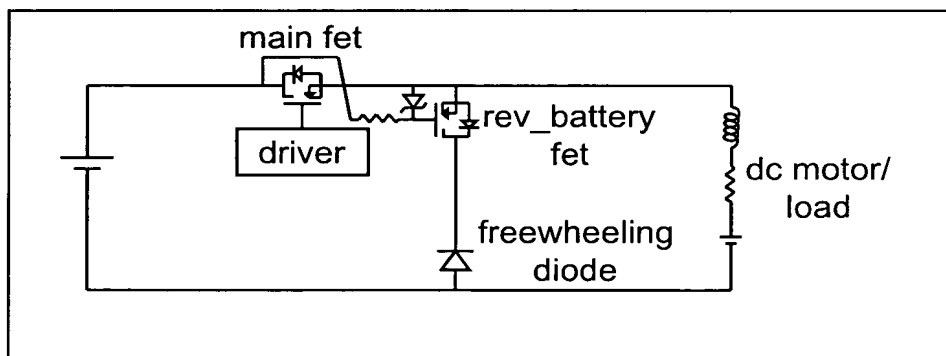 main fet
driver
rev_battery
fet
dc motor/
load
freewheeling
diode